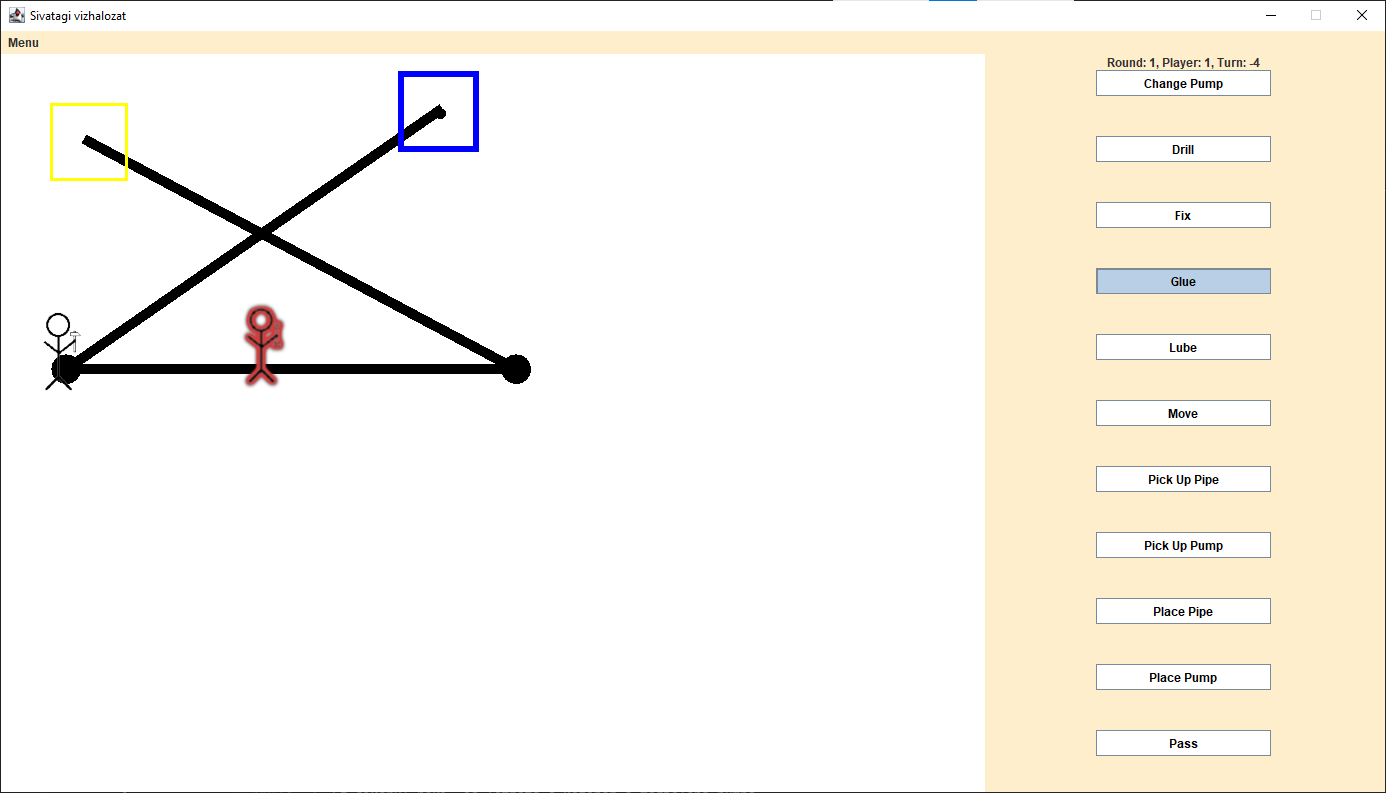 Sivatagi vizhalozat
Menu
Round: 1, Player: 1, Turn: -4
Change Pump
Drill
Fix
Glue
Lube
Move
Pick Up Pipe
Pick Up Pump
Place Pipe
Place Pump
Pass